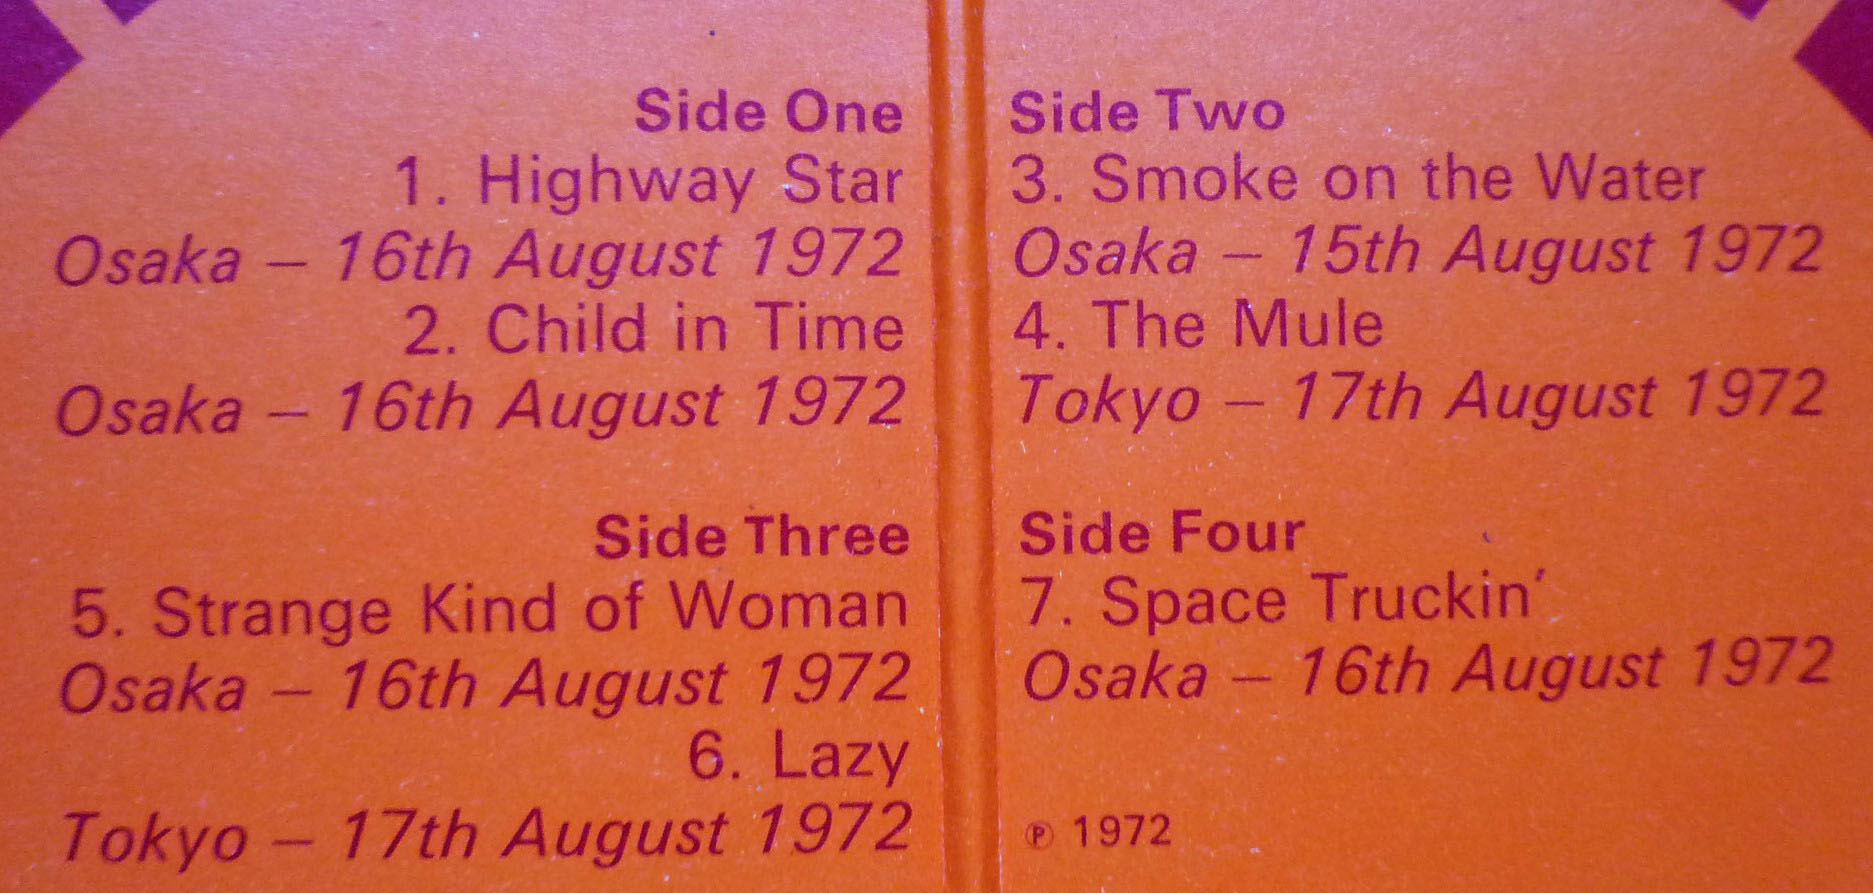 Side One
1. Highway Star
Osaka – 16th August 1972
2. Child in Time
Osaka – 16th August 1972
Side Two
3. Smoke on the Water
Osaka – 15th August 1972
4. The Mule
Tokyo – 17th August 1972
Side Three
5. Strange Kind of Woman
Osaka – 16th August 1972
6. Lazy
Tokyo – 17th August 1972
Side Four
7. Space Truckin′
Osaka – 16th August 1972
℗ 1972